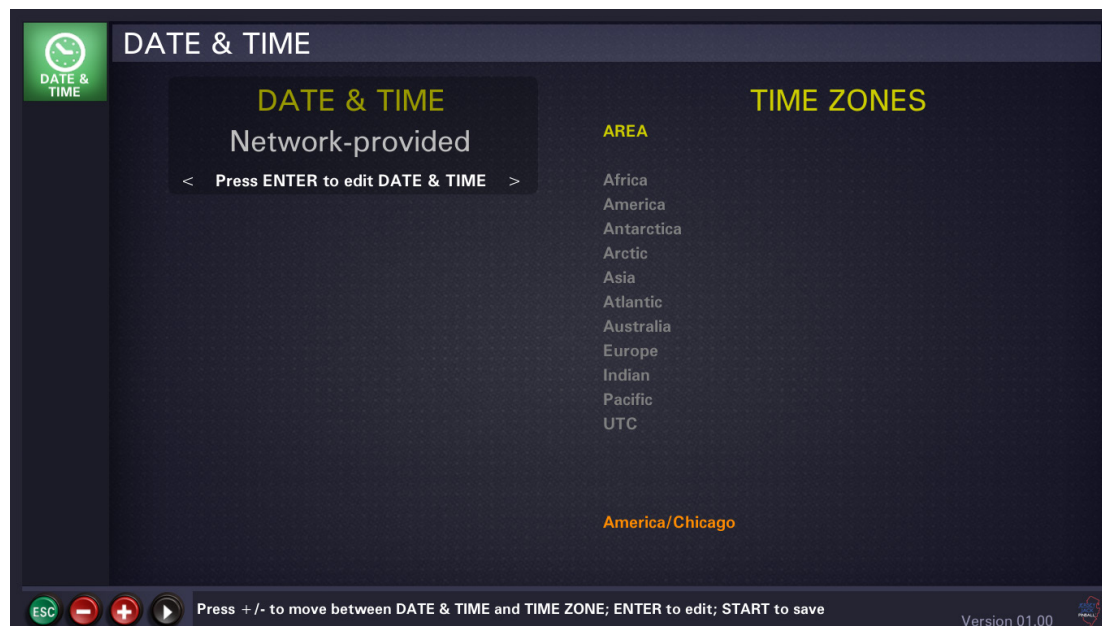 DATE & TIME
DATE &
TIME
DATE & TIME
Network-provided
< Press ENTER to edit DATE & TIME >
TIME ZONES
AREA
Africa
America
Antarctica
Arctic
Asia
Atlantic
Australia
Europe
Indian
Pacific
UTC
America/Chicago
ESC
Press +/- to move between DATE & TIME and TIME ZONE; ENTER to edit; START to save
Version 01.00